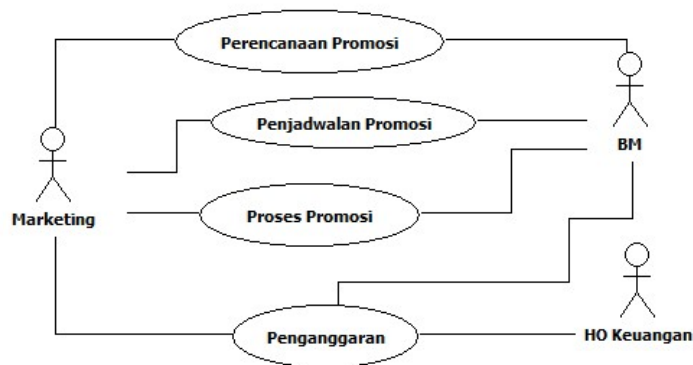 Perencanaan Promosi
Penjadwalan Promosi
BM
Marketing
Proses Promosi
Penganggaran
HO Keuangan